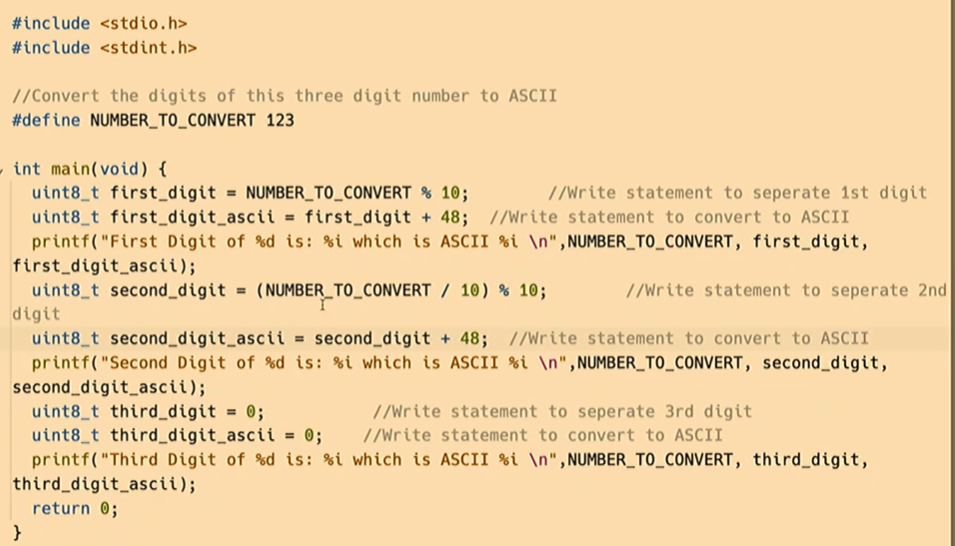 #include <stdio.h>
#include <stdint.h>
//Convert the digits of this three digit number to ASCII
#define NUMBER_TO_CONVERT 123
int main(void) {
uint8_t first_digit = NUMBER_TO_CONVERT % 10; //Write statement to seperate 1st digit
uint8_t first_digit_ascii = first_digit + 48; //Write statement to convert to ASCII
printf("First Digit of %d is: %i which is ASCII %i \n",NUMBER_TO_CONVERT, first_digit,
first_digit_ascii);
uint8_t second_digit = (NUMBER_TO_CONVERT / 10) % 10; //Write statement to seperate 2nd
digit
uint8_t second_digit_ascii = second_digit + 48; //Write statement to convert to ASCII
printf("Second Digit of %d is: %i which is ASCII %i \n",NUMBER_TO_CONVERT, second_digit,
second_digit_ascii);
uint8_t third_digit = 0; //Write statement to seperate 3rd digit
uint8_t third_digit_ascii = 0; //Write statement to convert to ASCII
printf("Third Digit of %d is: %i which is ASCII %i \n",NUMBER_TO_CONVERT, third_digit,
third_digit_ascii);
return 0;
}